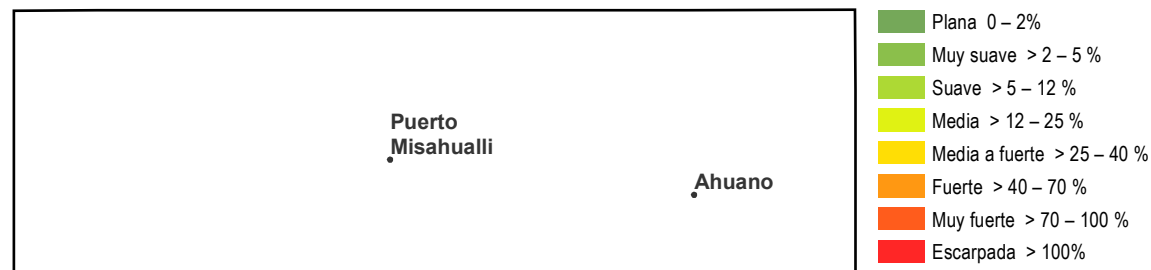 Puerto
Misahualli
Ahuano
Plana 0 – 2%
Muy suave > 2 – 5 %
Suave > 5 – 12 %
Media > 12 – 25 %
Media a fuerte > 25 – 40 %
Fuerte > 40 – 70 %
Muy fuerte > 70 – 100 %
Escarpada > 100%